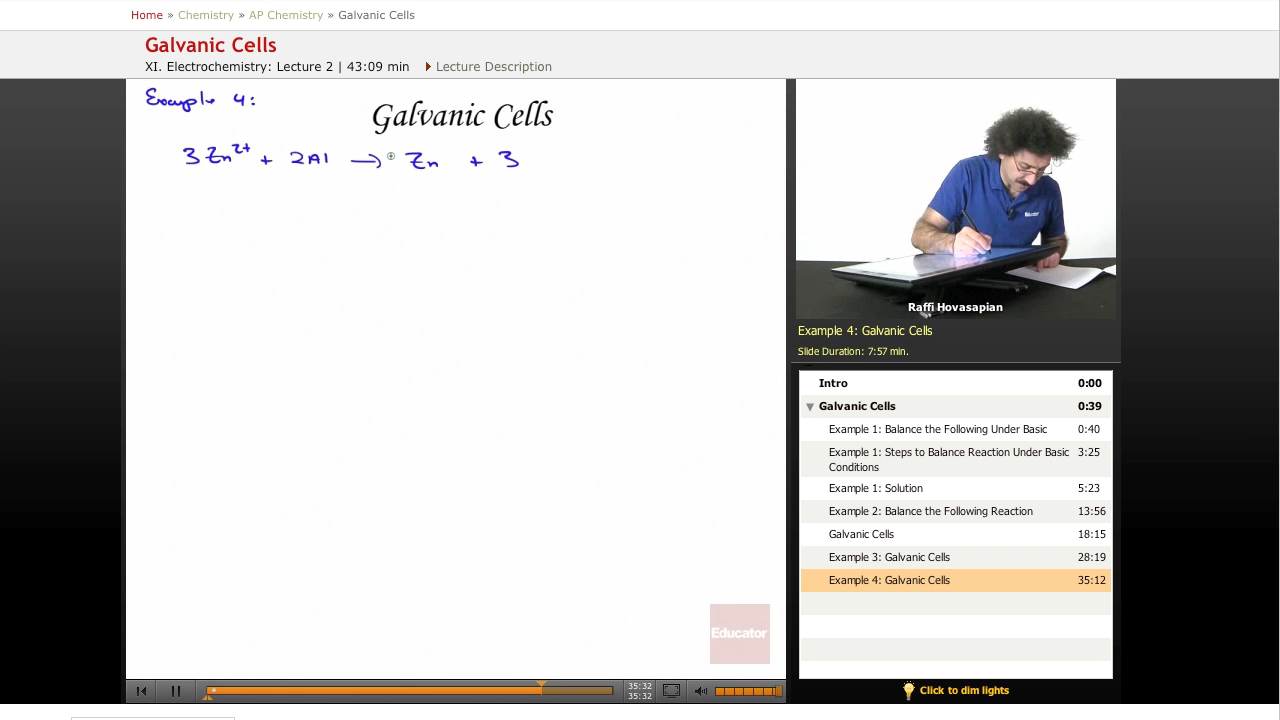 Home » Chemistry » AP Chemistry » Galvanic Cells
Galvanic Cells
XI. Electrochemistry: Lecture 2 | 43:09 min
Lecture Description
Example 4:
Galvanic Cells
3 Zn²⁺ + 2Al → Zn + 3
Educator
Raffi Hovasapian
Example 4: Galvanic Cells
Slide Duration: 7:57 min.
Intro 0:00
Galvanic Cells 0:39
Example 1: Balance the Following Under Basic 0:40
Example 1: Steps to Balance Reaction Under Basic 3:25
Conditions
Example 1: Solution 5:23
Example 2: Balance the Following Reaction 13:56
Galvanic Cells 18:15
Example 3: Galvanic Cells 28:19
Example 4: Galvanic Cells 35:12
Educator
35:32
35:32
Click to dim lights